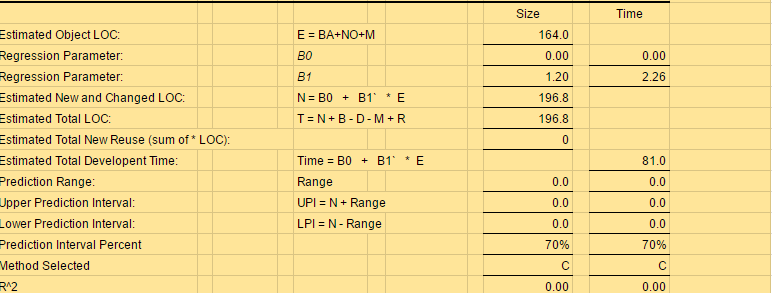 Size Time
Estimated Object LOC: E = BA+NO+M 164.0
Regression Parameter: B0 0.00 0.00
Regression Parameter: B1 1.20 2.26
Estimated New and Changed LOC: N = B0 + B1` * E 196.8
Estimated Total LOC: T = N + B - D - M + R 196.8
Estimated Total New Reuse (sum of * LOC): 0
Estimated Total Developent Time: Time = B0 + B1` * E 81.0
Prediction Range: Range 0.0 0.0
Upper Prediction Interval: UPI = N + Range 0.0 0.0
Lower Prediction Interval: LPI = N - Range 0.0 0.0
Prediction Interval Percent 70% 70%
Method Selected C C
R^2 0.00 0.00